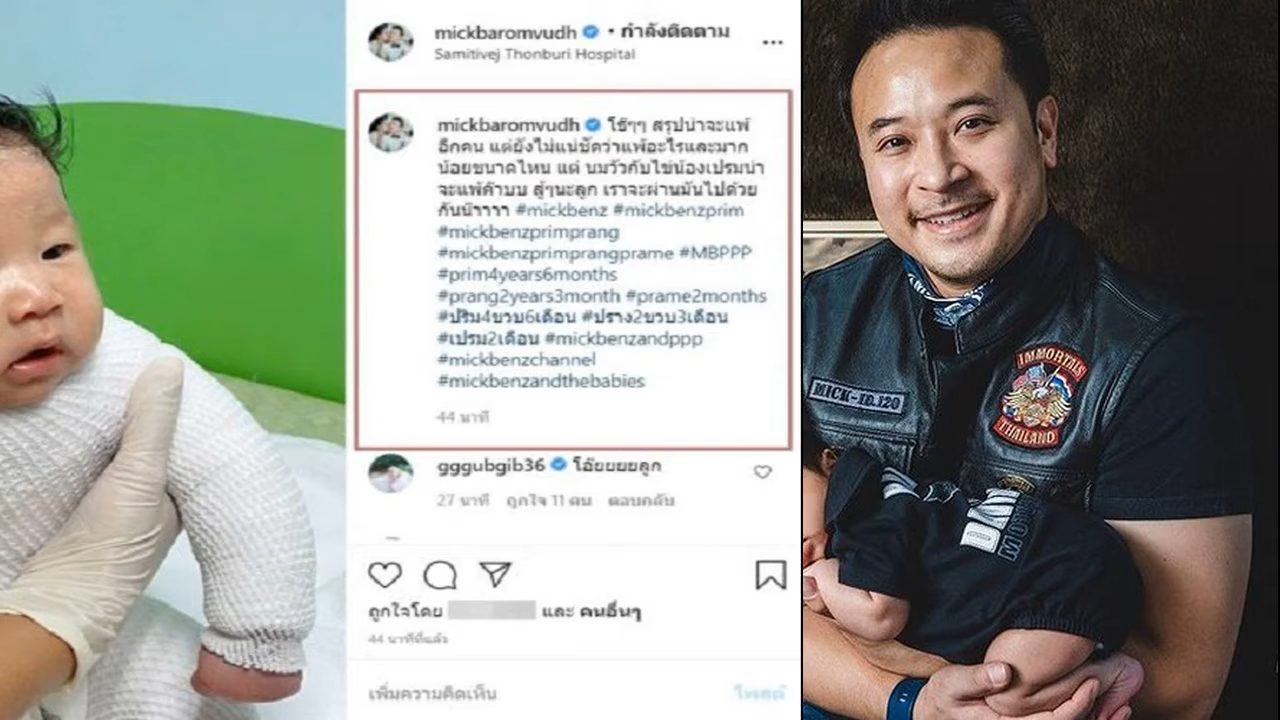 mickbaromvudh • กำลังติดตาม
Samitivej Thonburi Hospital
mickbaromvudh โช๊ๆๆ สรุปน่าจะแพ้
อีกคน แต่ยังไม่แน่ชัดว่าแพ้อะไรและมาก
น้อยขนาดไหน แต่ นมวัวกับไข่น้องเปรมน่า
จะแพ้ค๊าบบ สู้ๆนะลูก เราจะผ่านมันไปด้วย
กันน๊าาาา #mickbenz #mickbenzprim
#mickbenzprimprang
#mickbenzprimprangprame #MBPPP
#prim4years6months
#prang2years3month #prame2months
#ปริม4ขวบ6เดือน #ปราง2ขวบ3เดือน
#เปรม2เดือน #mickbenzandppp
#mickbenzchannel
#mickbenzandthebabies
44 นาที
gggubgib36 โอ๊ยยยยลูก
27 นาที ถูกใจ 11 คน ตอบกลับ
ถูกใจโดย และ คนอื่นๆ
44 นาทีที่แล้ว
เพิ่มความคิดเห็น โพสต์
MICK-ID.120
IMMORTALS
THAILAND